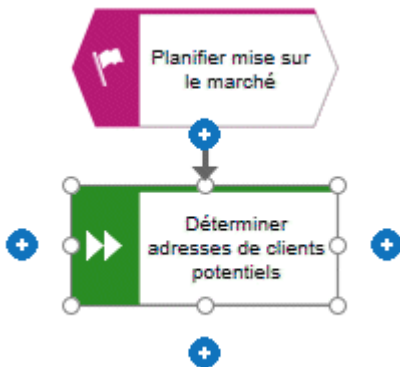 Planifier mise sur
le marché
Déterminer
adresses de clients
potentiels